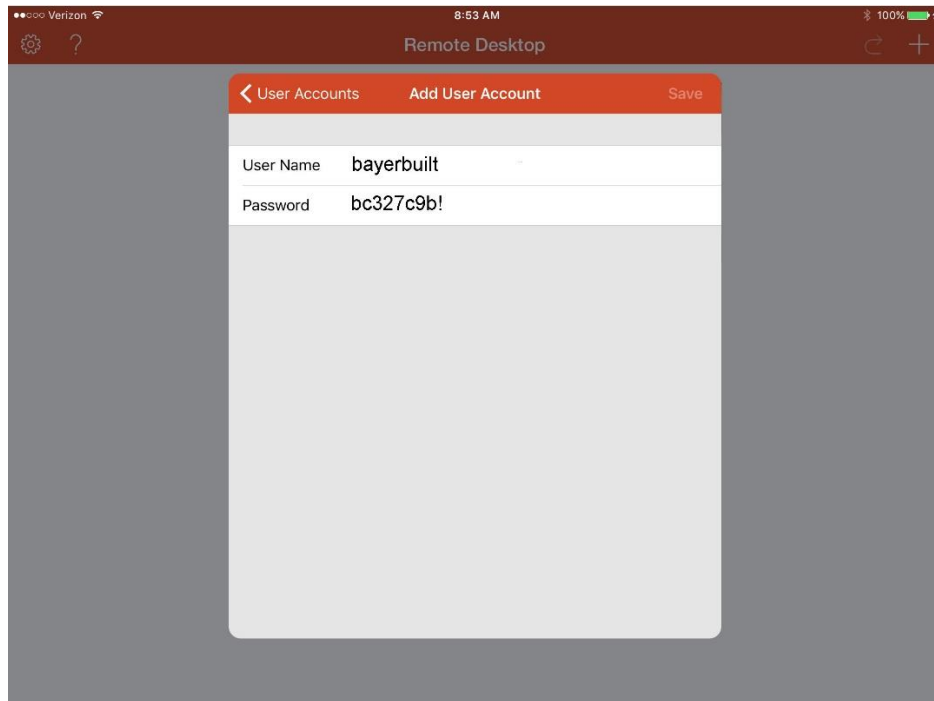 Verizon 8:53 AM 100%
? Remote Desktop
User Accounts Add User Account Save
User Name bayerbuilt
Password bc327c9b!